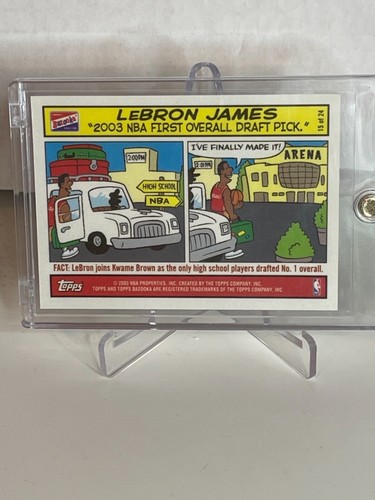 Bazooka
LeBRON JAMES
"2003 NBA FIRST OVERALL DRAFT PICK."
15 of 24
2:00PM
HIGH SCHOOL
NBA
I'VE FINALLY MADE IT!
ARENA
FACT: LeBron joins Kwame Brown as the only high school players drafted No. 1 overall.
Topps
© 2003 NBA PROPERTIES, INC. CREATED BY THE TOPPS COMPANY, INC.
TOPPS AND TOPPS BAZOOKA ARE REGISTERED TRADEMARKS OF THE TOPPS COMPANY, INC.